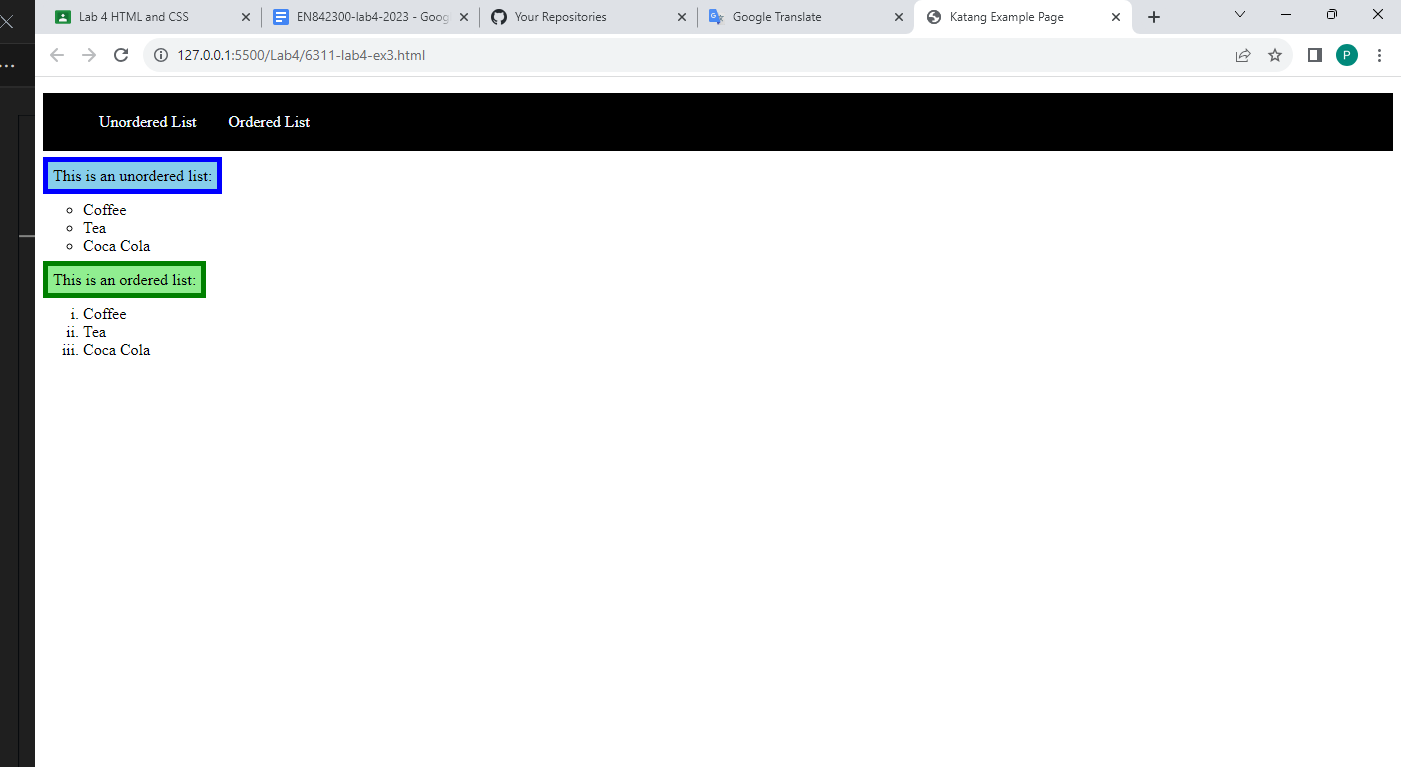 Lab 4 HTML and CSS
EN842300-lab4-2023 - Goog
Your Repositories
Google Translate
Katang Example Page
127.0.0.1:5500/Lab4/6311-lab4-ex3.html
P
Unordered List Ordered List
This is an unordered list:
Coffee
Tea
Coca Cola
This is an ordered list:
i. Coffee
ii. Tea
iii. Coca Cola